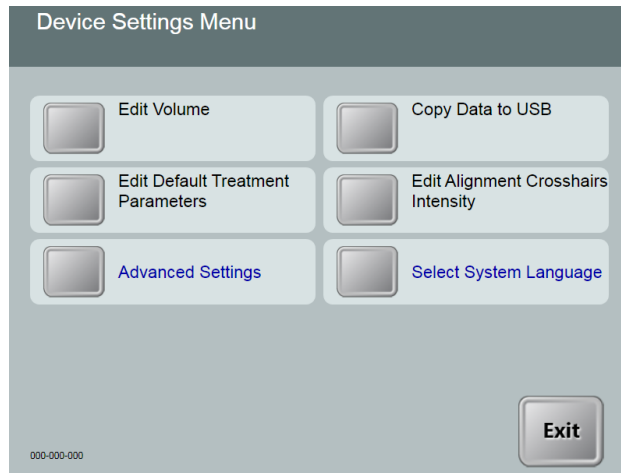 Device Settings Menu
Edit Volume
Copy Data to USB
Edit Default Treatment
Parameters
Edit Alignment Crosshairs
Intensity
Advanced Settings
Select System Language
Exit
000-000-000